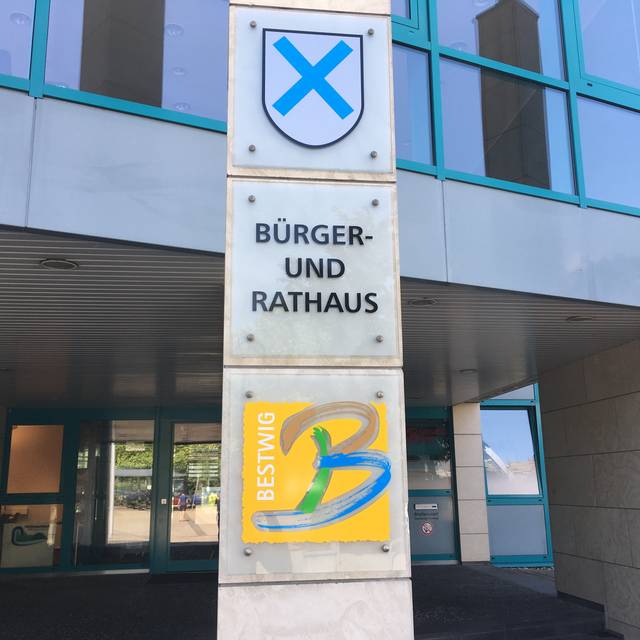 BÜRGER-
UND
RATHAUS
BESTWIG